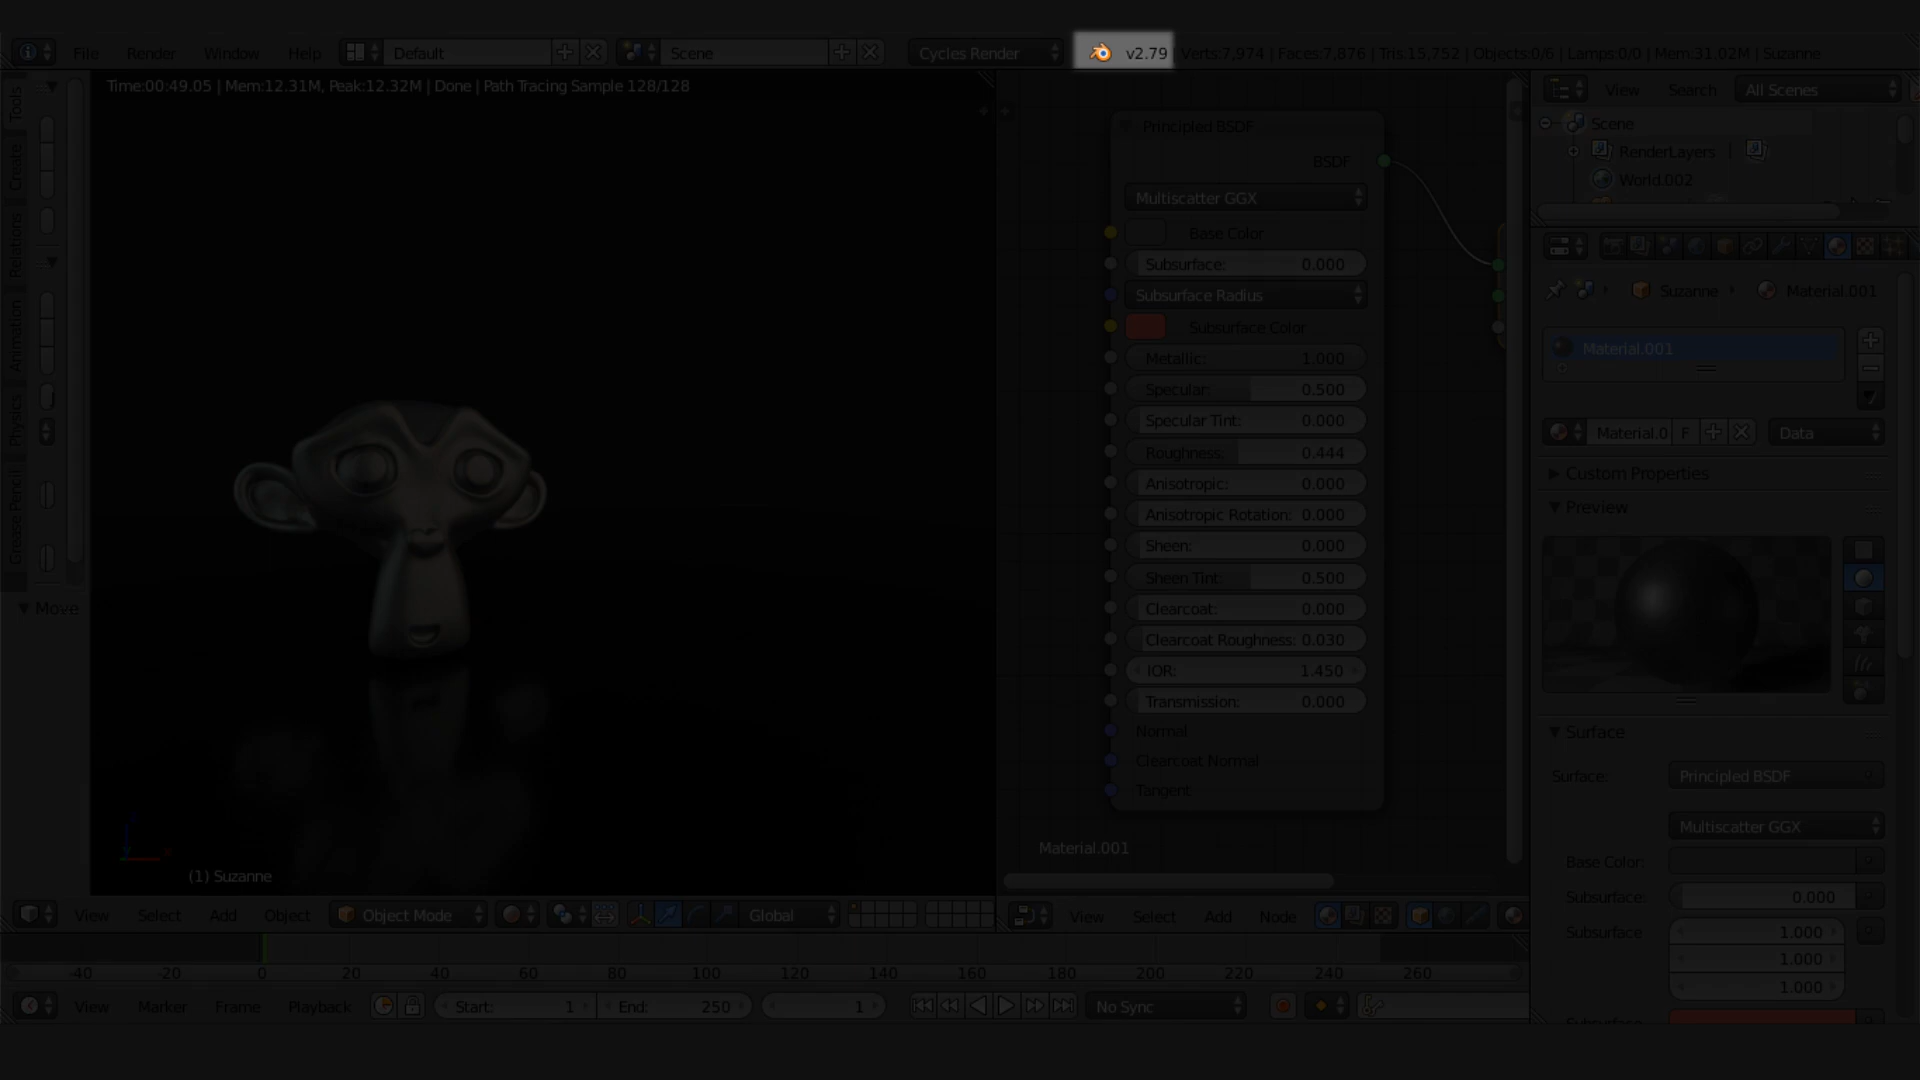 File Render Window Help Default Scene Cycles Render v2.79 Verts:7,974 | Faces:7,876 | Tris:15,752 | Objects:0/6 | Lamps:0/0 | Mem:31.02M | Suzanne
Time:00:49.05 | Mem:12.31M, Peak:12.32M | Done | Path Tracing Sample 128/128
Tools
Create
Relations
Animation
Physics
Grease Pencil
Move
(1) Suzanne
Principled BSDF
BSDF
Multiscatter GGX
Base Color
Subsurface: 0.000
Subsurface Radius
Subsurface Color
Metallic: 1.000
Specular: 0.500
Specular Tint: 0.000
Roughness: 0.444
Anisotropic: 0.000
Anisotropic Rotation: 0.000
Sheen: 0.000
Sheen Tint: 0.500
Clearcoat: 0.000
Clearcoat Roughness: 0.030
IOR: 1.450
Transmission: 0.000
Normal
Clearcoat Normal
Tangent
Material.001
View Search All Scenes
Scene
RenderLayers |
World.002
Suzanne Material.001
Material.001
Material.0 F Data
Custom Properties
Preview
Surface
Surface: Principled BSDF
Multiscatter GGX
Base Color:
Subsurface: 0.000
Subsurface 1.000
1.000
1.000
Subsurface
View Select Add Object Object Mode Global
View Select Add Node
-40 -20 0 20 40 60 80 100 120 140 160 180 200 220 240 260
View Marker Frame Playback Start: 1 End: 250 1 No Sync